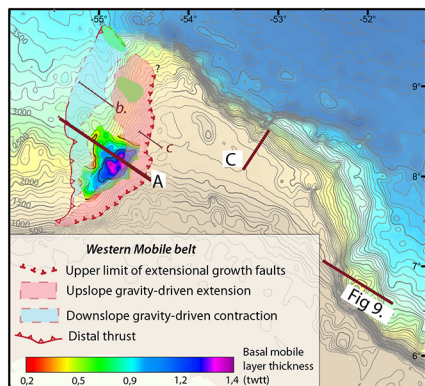 -55° -54° -53° -52°
3500
?
9°
b.
c
3000
C
A
2000
1500
1000
500
7°
Fig 9.
Western Mobile belt
Upper limit of extensional growth faults
Upslope gravity-driven extension
Downslope gravity-driven contraction
Distal thrust
Basal mobile
layer thickness
(twtt)
0,2 0,5 0,9 1,2 1,4
6°